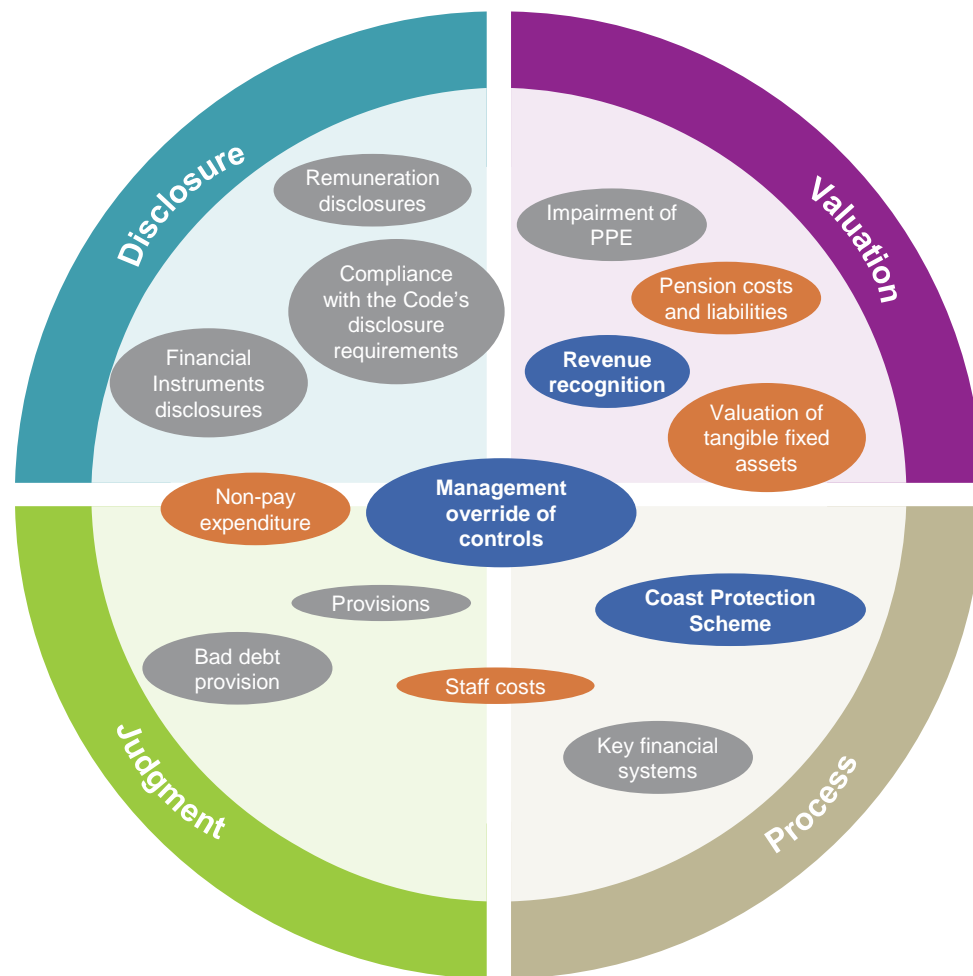 Disclosure
Remuneration
disclosures
Compliance
with the Code's
disclosure
requirements
Financial
Instruments
disclosures
Valuation
Impairment of
PPE
Pension costs
and liabilities
Revenue
recognition
Valuation of
tangible fixed
assets
Non-pay
expenditure
Management
override of
controls
Judgment
Provisions
Bad debt
provision
Staff costs
Process
Coast Protection
Scheme
Key financial
systems